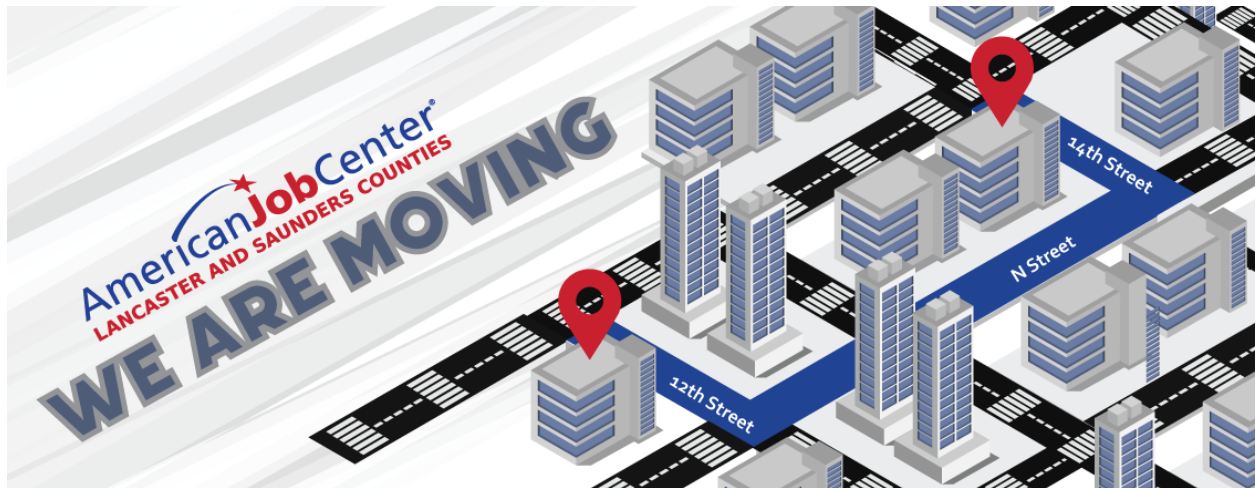 AmericanJobCenter®
LANCASTER AND SAUNDERS COUNTIES
WE ARE MOVING
14th Street
N Street
12th Street